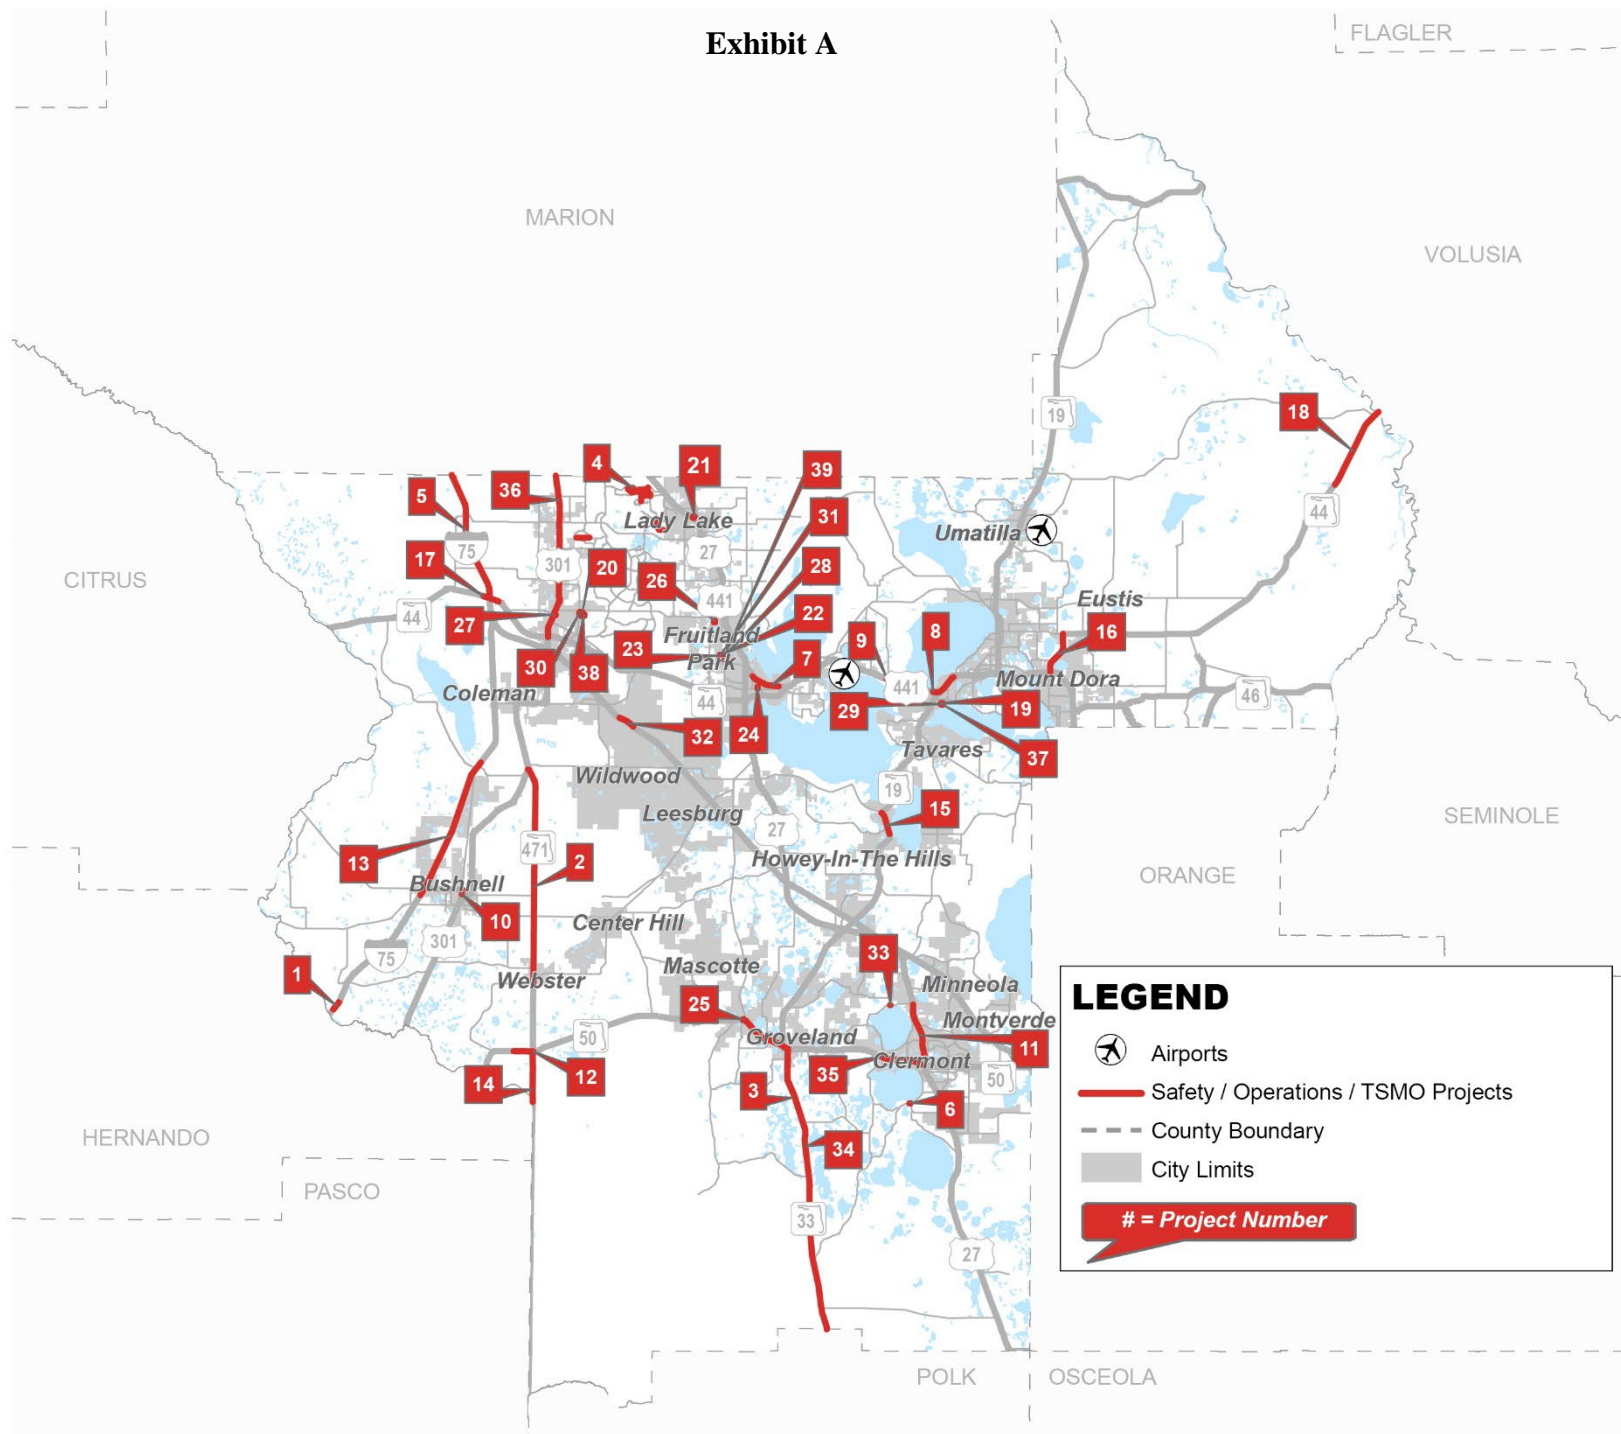 Exhibit A
FLAGLER
MARION
VOLUSIA
19
18
4
21
39
5
36
44
31
Lady Lake
Umatilla
75
27
17
301
20
28
CITRUS
26
441
Eustis
44
22
27
Fruitland
Park
23
9
8
16
7
30
38
Coleman
44
441
Mount Dora
46
29
19
24
32
Tavares
37
Wildwood
19
Leesburg
15
SEMINOLE
27
471
13
2
Howey-In-The Hills
ORANGE
Bushnell
10
Center Hill
301
75
33
1
Mascotte
Webster
Minneola
25
Montverde
50
Groveland
11
12
14
35
Clermont
50
3
6
HERNANDO
34
PASCO
33
27
POLK
OSCEOLA
LEGEND
Airports
Safety / Operations / TSMO Projects
County Boundary
City Limits
# = Project Number